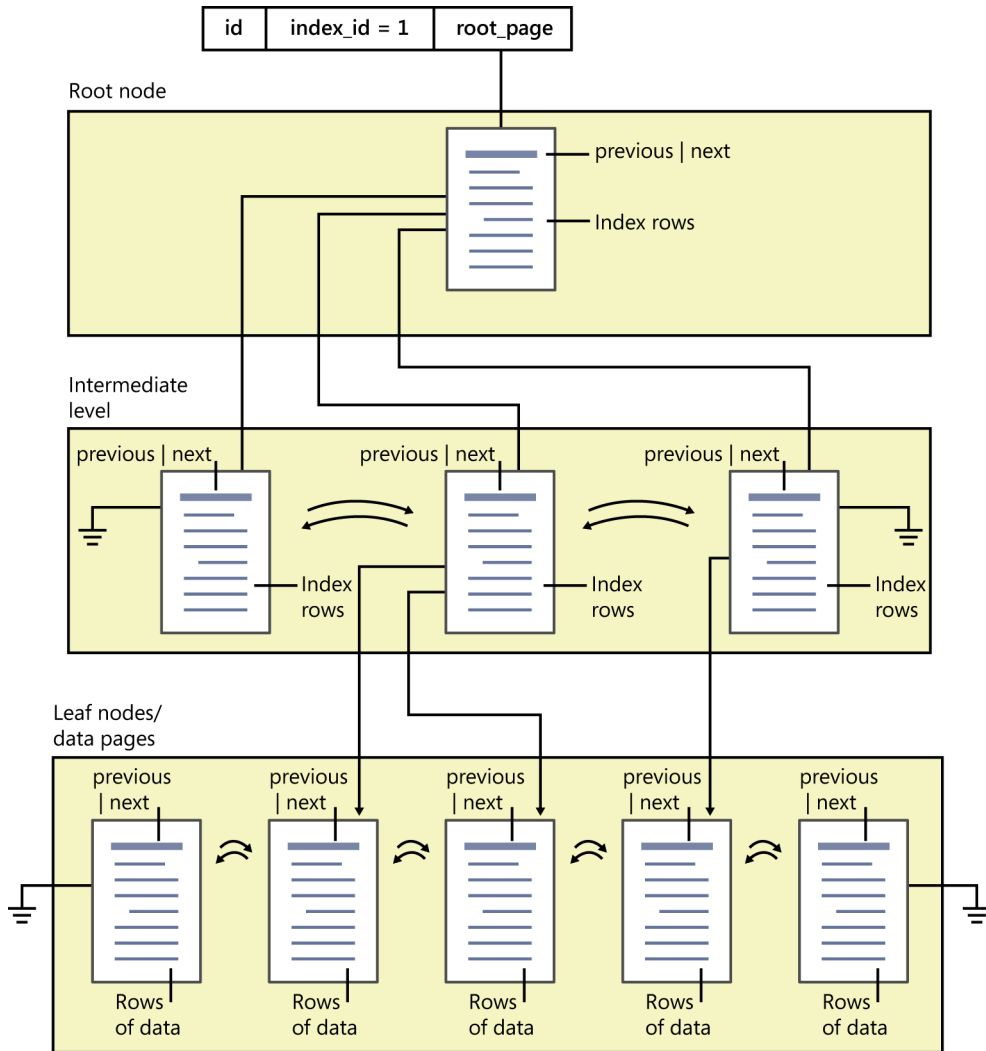 id index_id = 1 root_page
Root node
previous | next
Index rows
Intermediate
level
previous | next previous | next previous | next
Index Index Index
rows rows rows
Leaf nodes/
data pages
previous previous previous previous previous
| next | next | next | next | next
Rows Rows Rows Rows Rows
of data of data of data of data of data